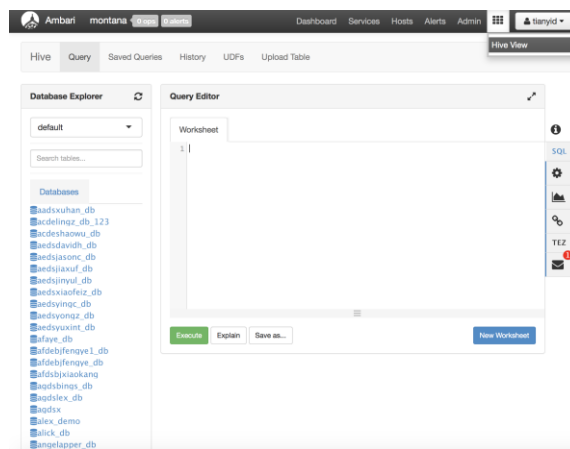 Ambari montana 0 ops 0 alerts Dashboard Services Hosts Alerts Admin tianyid
Hive View
Hive Query Saved Queries History UDFs Upload Table
Database Explorer
default
Search tables...
Databases
aadsxuhan_db
acdelingz_db_123
acdeshaowu_db
aedsdavidh_db
aedsjasonc_db
aedsjiaxuf_db
aedsjinyul_db
aedsxiaofeiz_db
aedsyingc_db
aedsyongz_db
aedsyuxint_db
afaye_db
afdebjfengye1_db
afdebjfengye_db
afdsbjxiaokang
agdsbings_db
agdslex_db
agdsx
alex_demo
alick_db
angelapper_db
Query Editor
Worksheet
1
Execute Explain Save as... New Worksheet
SQL
TEZ
1